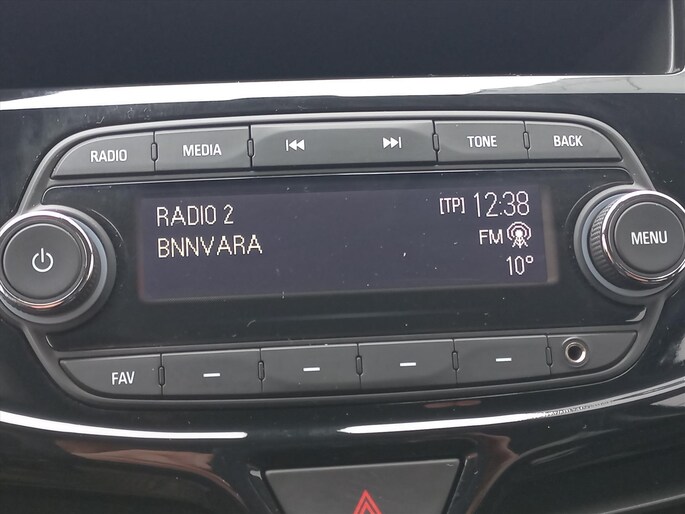 RADIO
MEDIA
TONE
BACK
RADIO 2
[TP] 12:38
BNNVARA
FM
10°
MENU
FAV